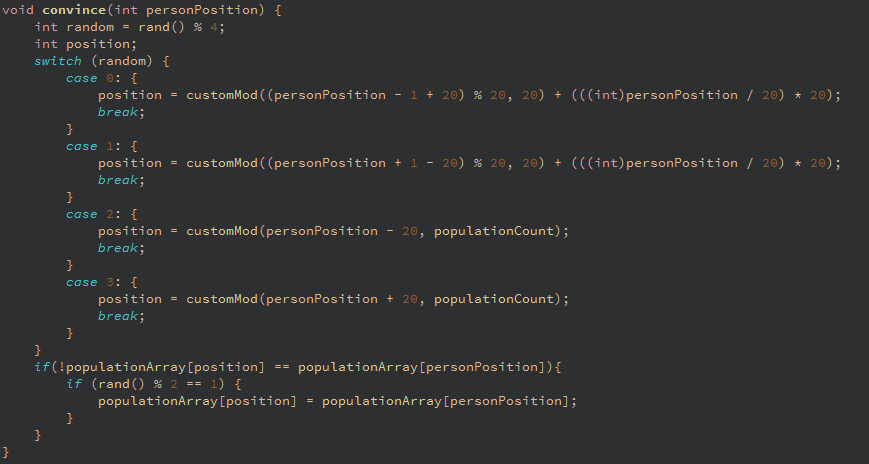 void convince(int personPosition) {
    int random = rand() % 4;
    int position;
    switch (random) {
        case 0: {
            position = customMod((personPosition - 1 + 20) % 20, 20) + (((int)personPosition / 20) * 20);
            break;
        }
        case 1: {
            position = customMod((personPosition + 1 - 20) % 20, 20) + (((int)personPosition / 20) * 20);
            break;
        }
        case 2: {
            position = customMod(personPosition - 20, populationCount);
            break;
        }
        case 3: {
            position = customMod(personPosition + 20, populationCount);
            break;
        }
    }
    if(!populationArray[position] == populationArray[personPosition]){
        if (rand() % 2 == 1) {
            populationArray[position] = populationArray[personPosition];
        }
    }
}